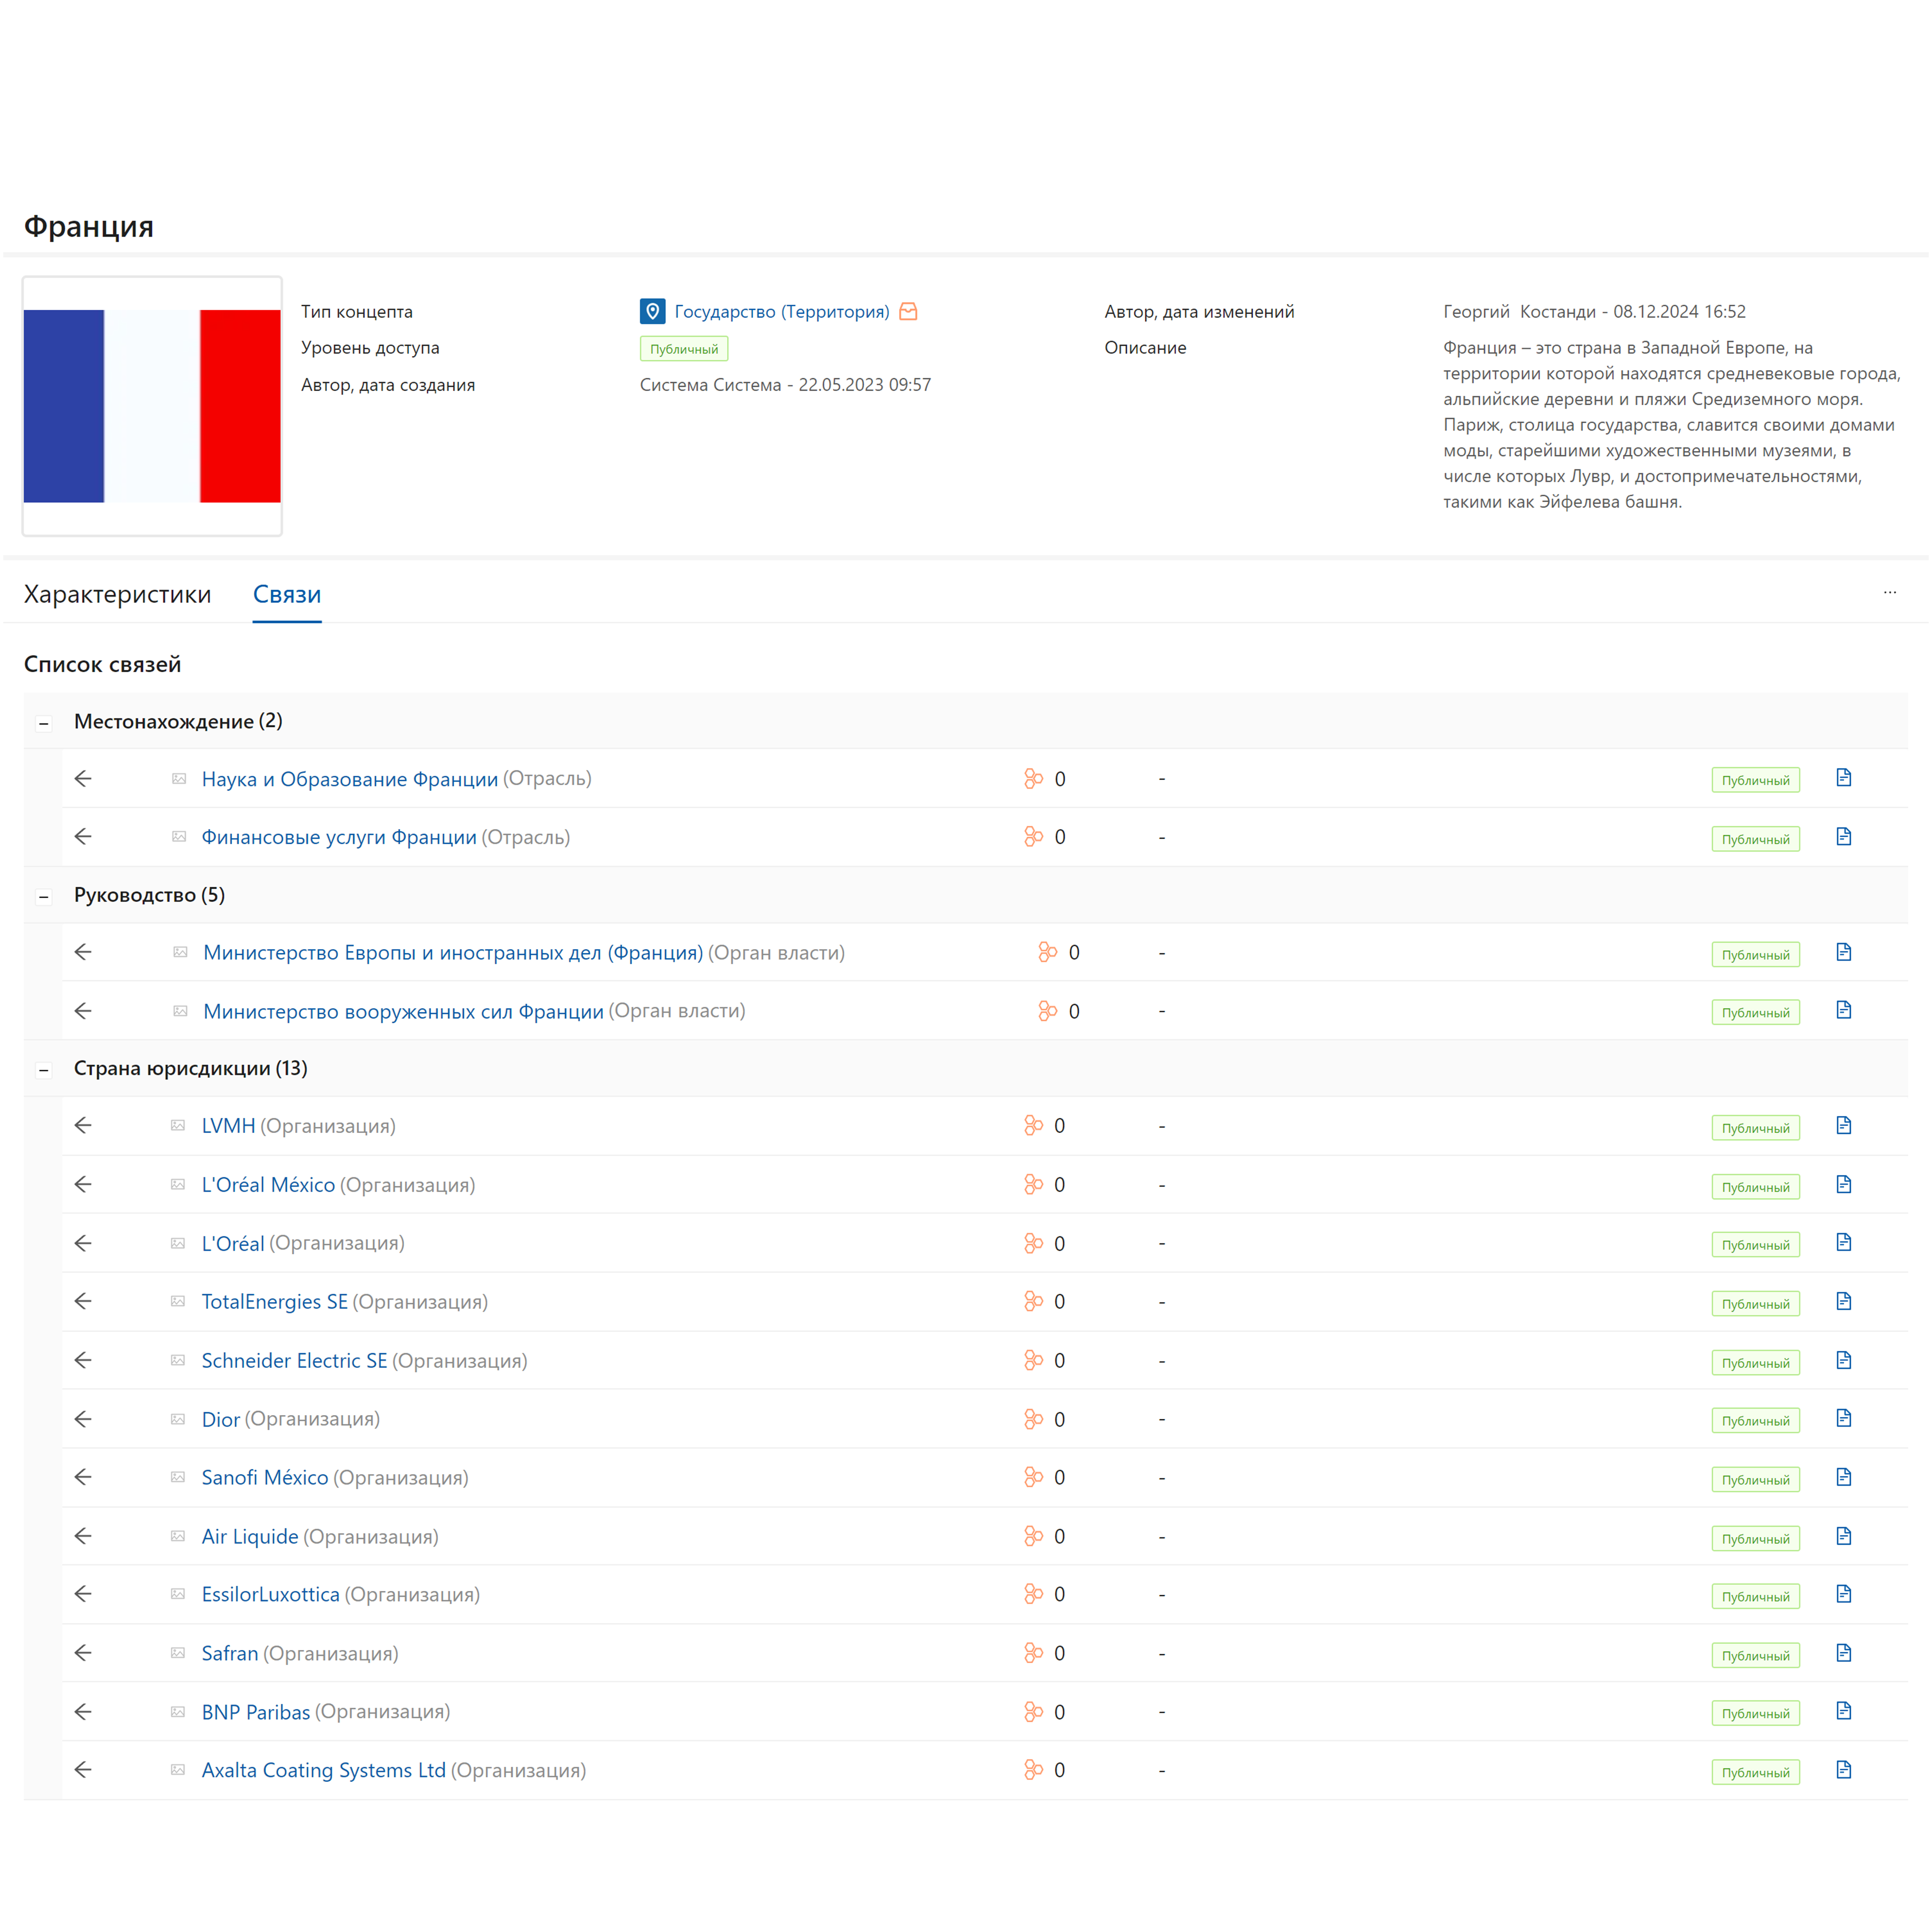 Франция
Тип концепта
Государство (Территория)
Уровень доступа
Публичный
Автор, дата создания
Система Система - 22.05.2023 09:57
Автор, дата изменений
Георгий  Костанди - 08.12.2024 16:52
Описание
Франция – это страна в Западной Европе, на
территории которой находятся средневековые города,
альпийские деревни и пляжи Средиземного моря.
Париж, столица государства, славится своими домами
моды, старейшими художественными музеями, в
числе которых Лувр, и достопримечательностями,
такими как Эйфелева башня.
Характеристики Связи ...
Список связей
Местонахождение (2)
Наука и Образование Франции (Отрасль) 0 - Публичный
Финансовые услуги Франции (Отрасль) 0 - Публичный
Руководство (5)
Министерство Европы и иностранных дел (Франция) (Орган власти) 0 - Публичный
Министерство вооруженных сил Франции (Орган власти) 0 - Публичный
Страна юрисдикции (13)
LVMH (Организация) 0 - Публичный
L'Oréal México (Организация) 0 - Публичный
L'Oréal (Организация) 0 - Публичный
TotalEnergies SE (Организация) 0 - Публичный
Schneider Electric SE (Организация) 0 - Публичный
Dior (Организация) 0 - Публичный
Sanofi México (Организация) 0 - Публичный
Air Liquide (Организация) 0 - Публичный
EssilorLuxottica (Организация) 0 - Публичный
Safran (Организация) 0 - Публичный
BNP Paribas (Организация) 0 - Публичный
Axalta Coating Systems Ltd (Организация) 0 - Публичный